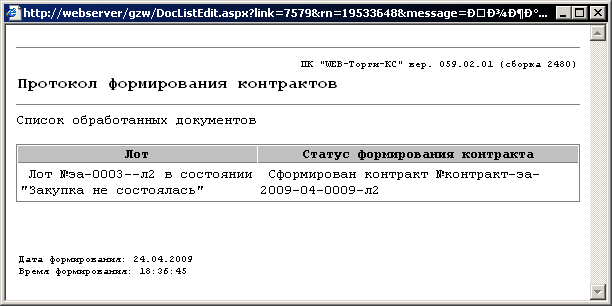 http://webserver/gzw/DocListEdit.aspx?link=7579&rn=19533648&message=
ПК "WEB-Торги-КС" вер. 059.02.01 (сборка 2480)
Протокол формирования контрактов
Список обработанных документов
Лот Статус формирования контракта
Лот №эа-0003--л2 в состоянии Сформирован контракт №контракт-эа-
"Закупка не состоялась" 2009-04-0009-л2
Дата формирования: 24.04.2009
Время формирования: 18:36:45